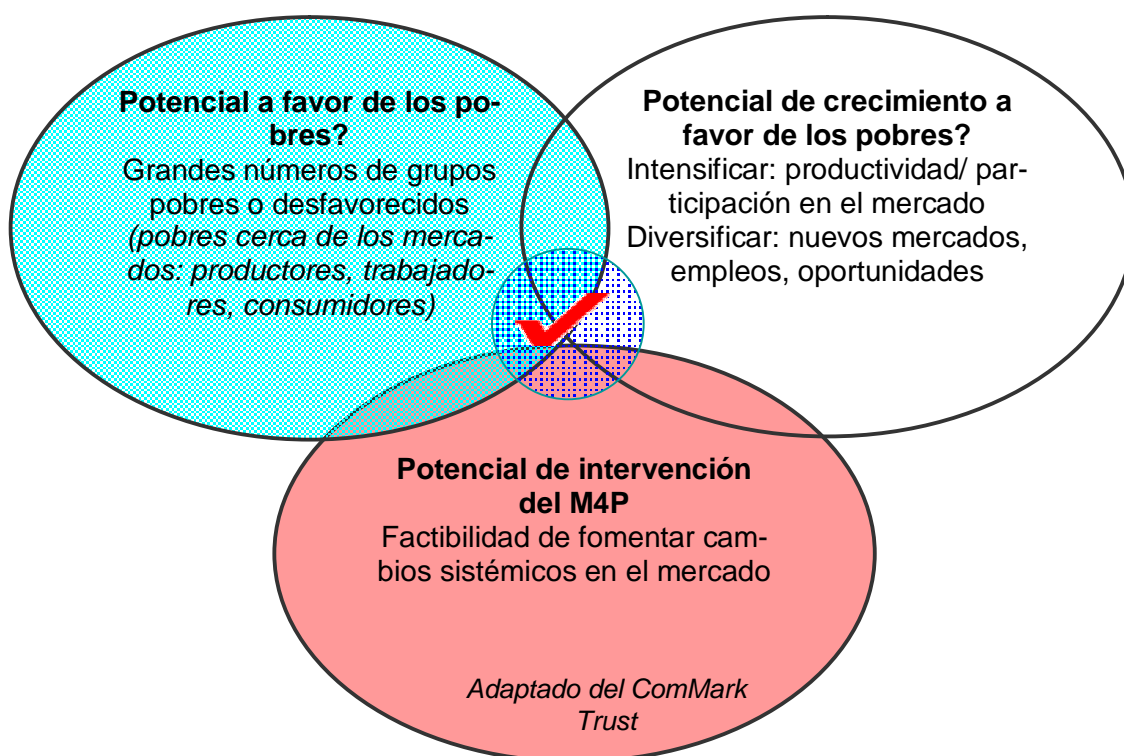 Potencial a favor de los po-
bres?
Grandes números de grupos
pobres o desfavorecidos
(pobres cerca de los merca-
dos: productores, trabajado-
res, consumidores)
Potencial de crecimiento a
favor de los pobres?
Intensificar: productividad/ par-
ticipación en el mercado
Diversificar: nuevos mercados,
empleos, oportunidades
Potencial de intervención
del M4P
Factibilidad de fomentar cam-
bios sistémicos en el mercado
Adaptado del ComMark
Trust